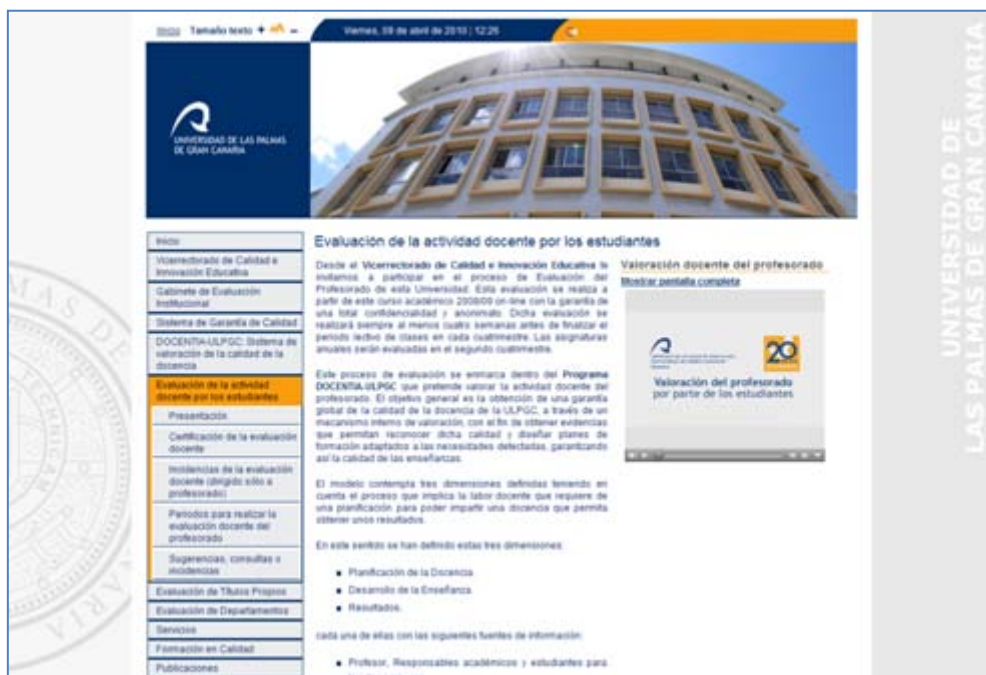 Inicio Tamaño texto + AA -
Viernes, 09 de abril de 2010 | 12:26
UNIVERSIDAD DE LAS PALMAS
DE GRAN CANARIA
Inicio
Vicerrectorado de Calidad e
Innovación Educativa
Gabinete de Evaluación
Institucional
Sistema de Garantía de Calidad
DOCENTIA-ULPGC: Sistema de
valoración de la calidad de la
docencia
Evaluación de la actividad
docente por los estudiantes
Presentación
Certificación de la evaluación
docente
Incidencias de la evaluación
docente (dirigido sólo a
profesorado)
Periodos para realizar la
evaluación docente del
profesorado
Sugerencias, consultas o
incidencias
Evaluación de Títulos Propios
Evaluación de Departamentos
Servicios
Formación en Calidad
Publicaciones
Evaluación de la actividad docente por los estudiantes
Desde el Vicerrectorado de Calidad e Innovación Educativa te
invitamos a participar en el proceso de Evaluación del
Profesorado de esta Universidad. Esta evaluación se realiza a
partir de este curso académico 2008/09 on-line con la garantía de
una total confidencialidad y anonimato. Dicha evaluación se
realizará siempre al menos cuatro semanas antes de finalizar el
periodo lectivo de clases en cada cuatrimestre. Las asignaturas
anuales serán evaluadas en el segundo cuatrimestre.
Este proceso de evaluación se enmarca dentro del Programa
DOCENTIA-ULPGC que pretende valorar la actividad docente del
profesorado. El objetivo general es la obtención de una garantía
global de la calidad de la docencia de la ULPGC, a través de un
mecanismo interno de valoración, con el fin de obtener evidencias
que permitan reconocer dicha calidad y diseñar planes de
formación adaptados a las necesidades detectadas, garantizando
así la calidad de las enseñanzas.
El modelo contempla tres dimensiones definidas teniendo en
cuenta el proceso que implica la labor docente que requiere de
una planificación para poder impartir una docencia que permita
obtener unos resultados.
En este sentido se han definido estas tres dimensiones:
Planificación de la Docencia.
Desarrollo de la Enseñanza.
Resultados.
cada una de ellas con las siguientes fuentes de información:
Profesor, Responsables académicos y estudiantes para
Valoración docente del profesorado
Mostrar pantalla completa
20
Valoración del profesorado
por parte de los estudiantes
UNIVERSIDAD DE
LAS PALMAS DE GRAN CANARIA